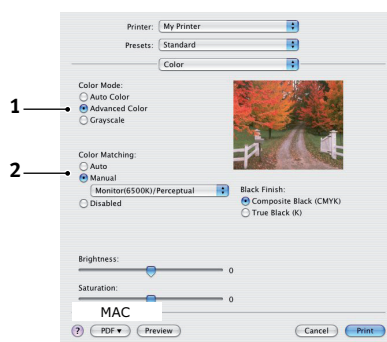 Printer: My Printer
Presets: Standard
Color
Color Mode:
Auto Color
1 Advanced Color
Grayscale
Color Matching:
Auto
2 Manual
Monitor(6500K)/Perceptual
Disabled
Black Finish:
Composite Black (CMYK)
True Black (K)
Brightness:
0
Saturation:
0
MAC
? PDF▼ Preview Cancel Print